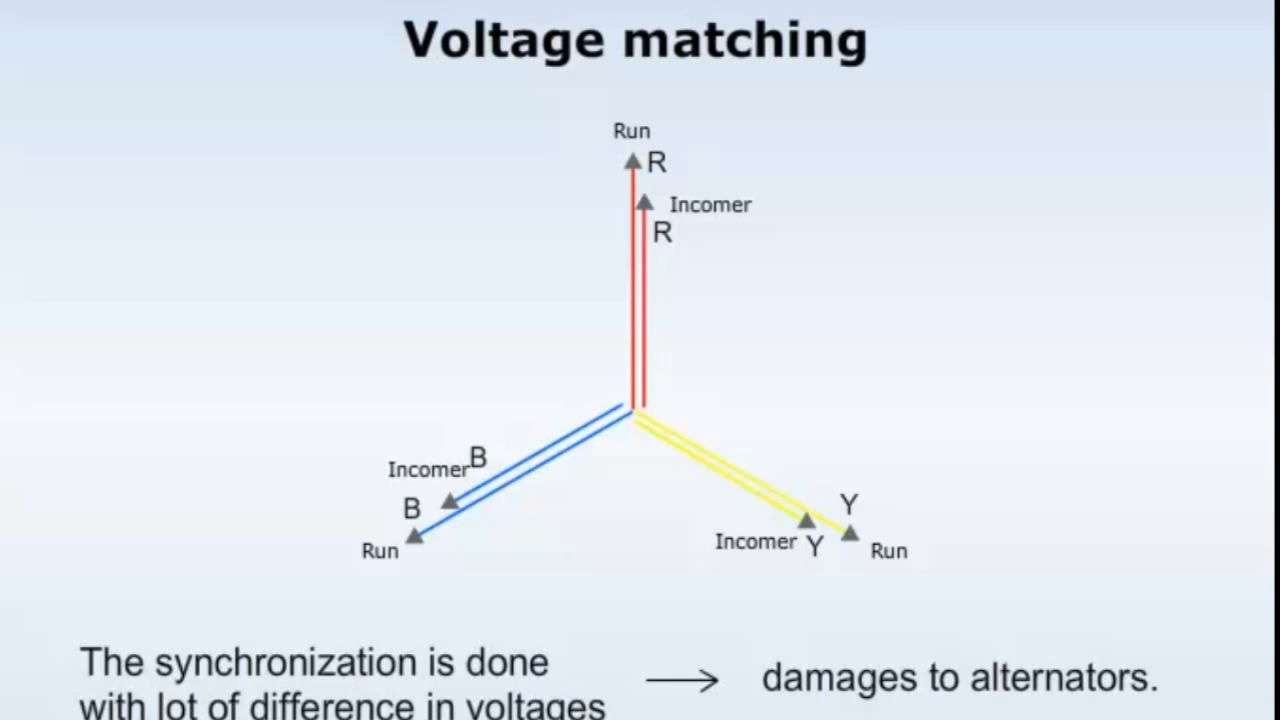 Voltage matching
Run
R
Incomer
R
Incomer B
B
Run
Y
Incomer Y
Run
The synchronization is done
with lot of difference in voltages
→ damages to alternators.